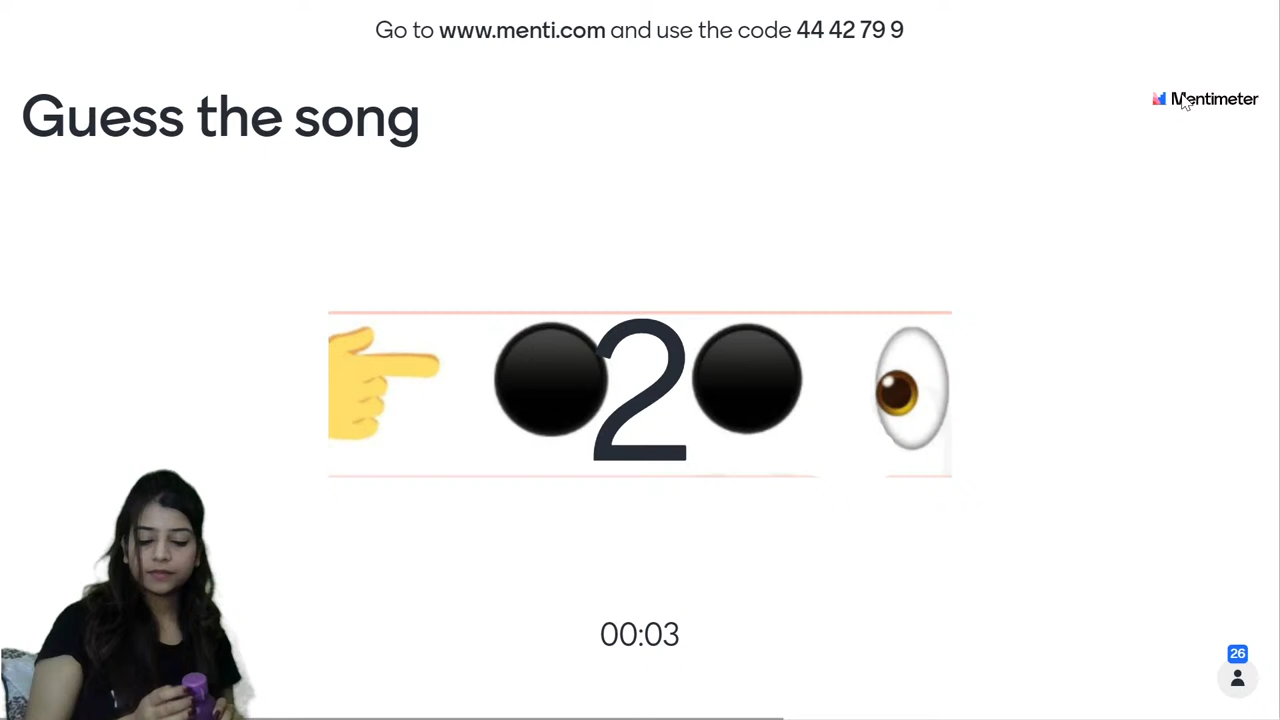 Go to www.menti.com and use the code 44 42 79 9
Guess the song
Mentimeter
2
00:03
26